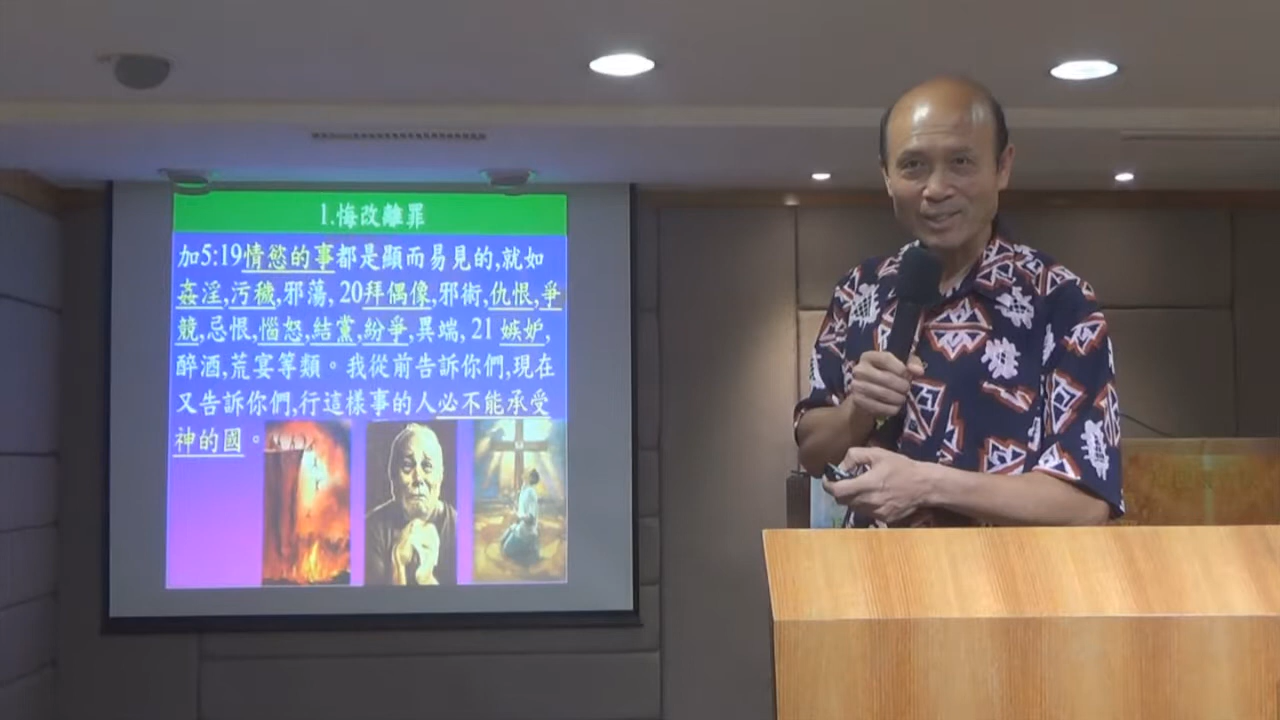 1.悔改離罪
加5:19情慾的事都是顯而易見的,就如
姦淫,污穢,邪蕩, 20拜偶像,邪術,仇恨,爭
競,忌恨,惱怒,結黨,紛爭,異端, 21 嫉妒,
醉酒,荒宴等類。我從前告訴你們,現在
又告訴你們,行這樣事的人必不能承受
神的國。